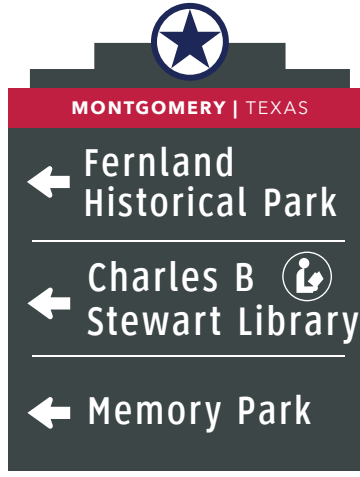 MONTGOMERY | TEXAS
Fernland
Historical Park
Charles B
Stewart Library
Memory Park